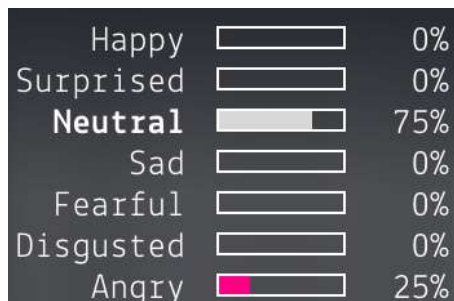 Happy 0%
Surprised 0%
Neutral 75%
Sad 0%
Fearful 0%
Disgusted 0%
Angry 25%